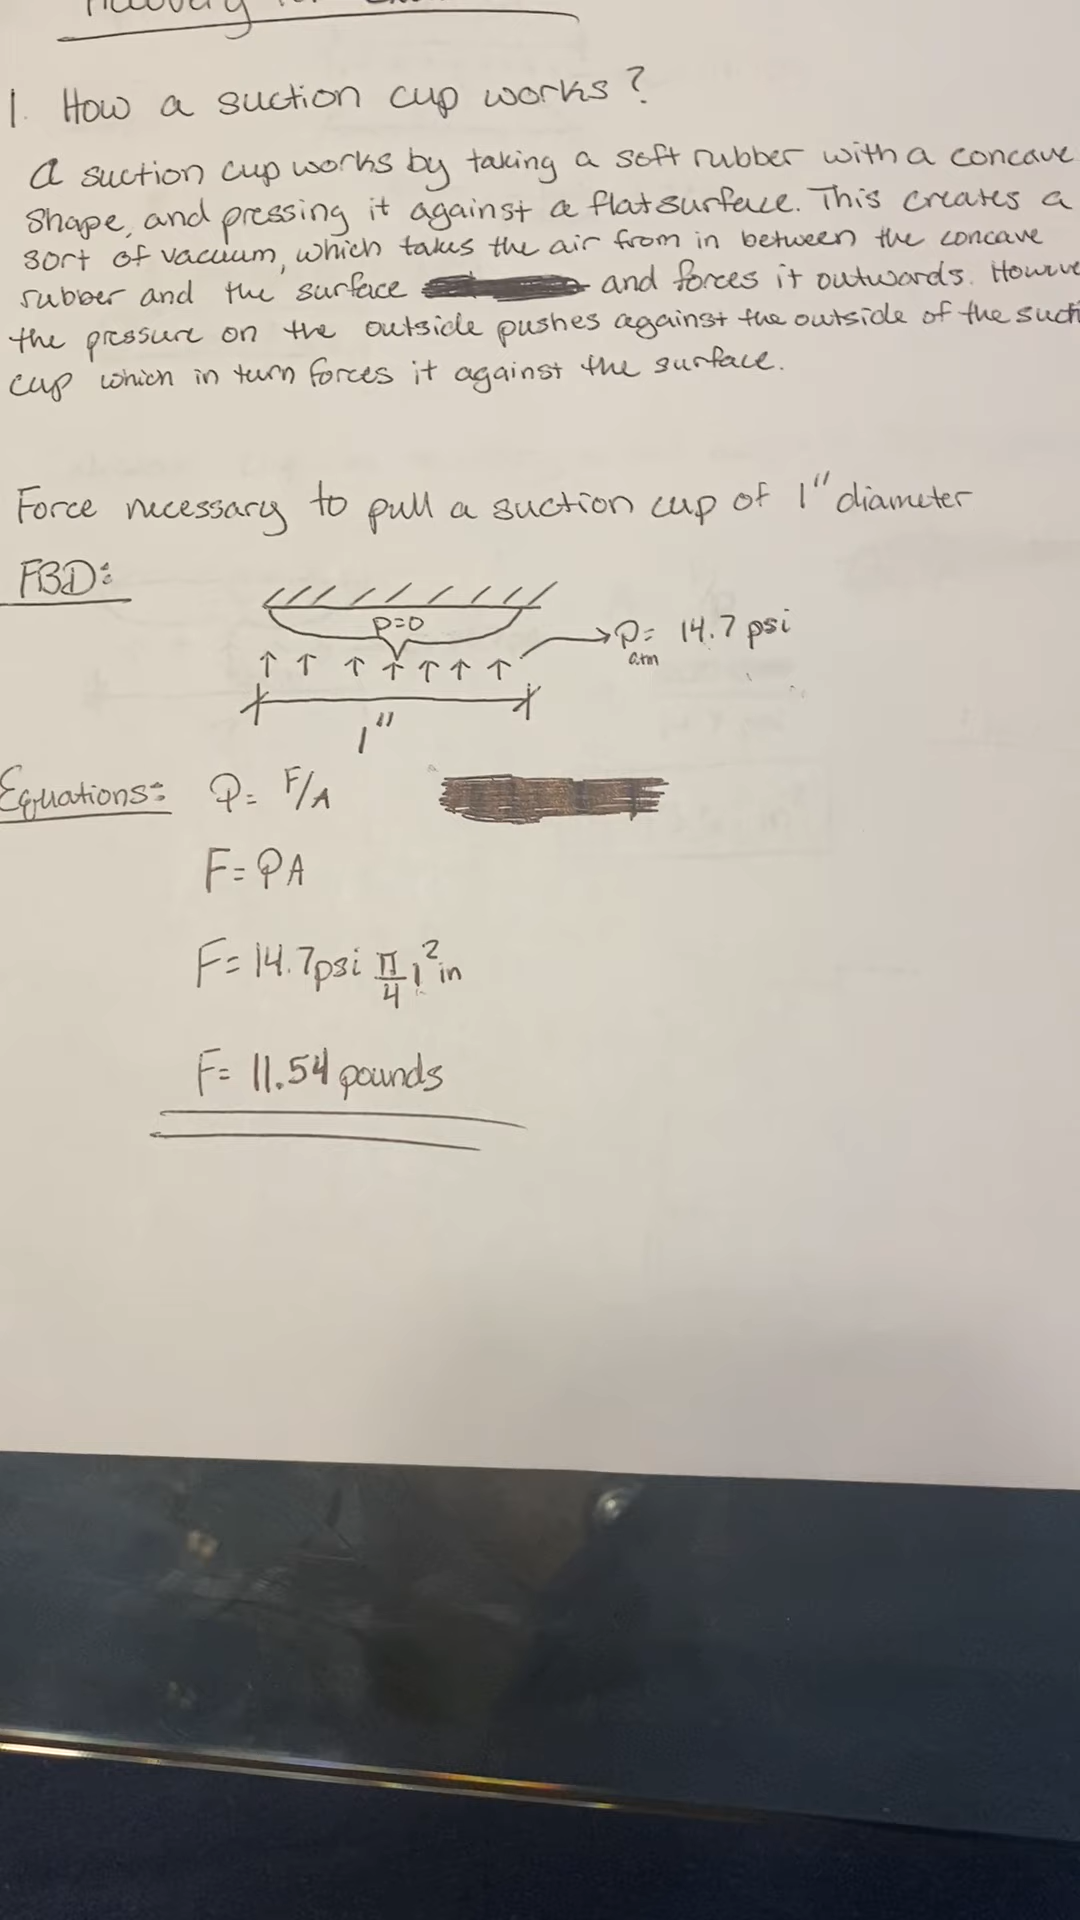 1. How a suction cup works?
A suction cup works by taking a soft rubber with a concave
shape, and pressing it against a flat surface. This creates a
sort of vacuum, which takes the air from in between the concave
rubber and the surface and forces it outwards. Howeve
the pressure on the outside pushes against the outside of the sucti
cup which in turn forces it against the surface.
Force necessary to pull a suction cup of 1" diameter
FBD:
P=0
P atm = 14.7 psi
1"
Equations: P= F/A
F= PA
F= 14.7psi π/4 1² in
F= 11.54 pounds